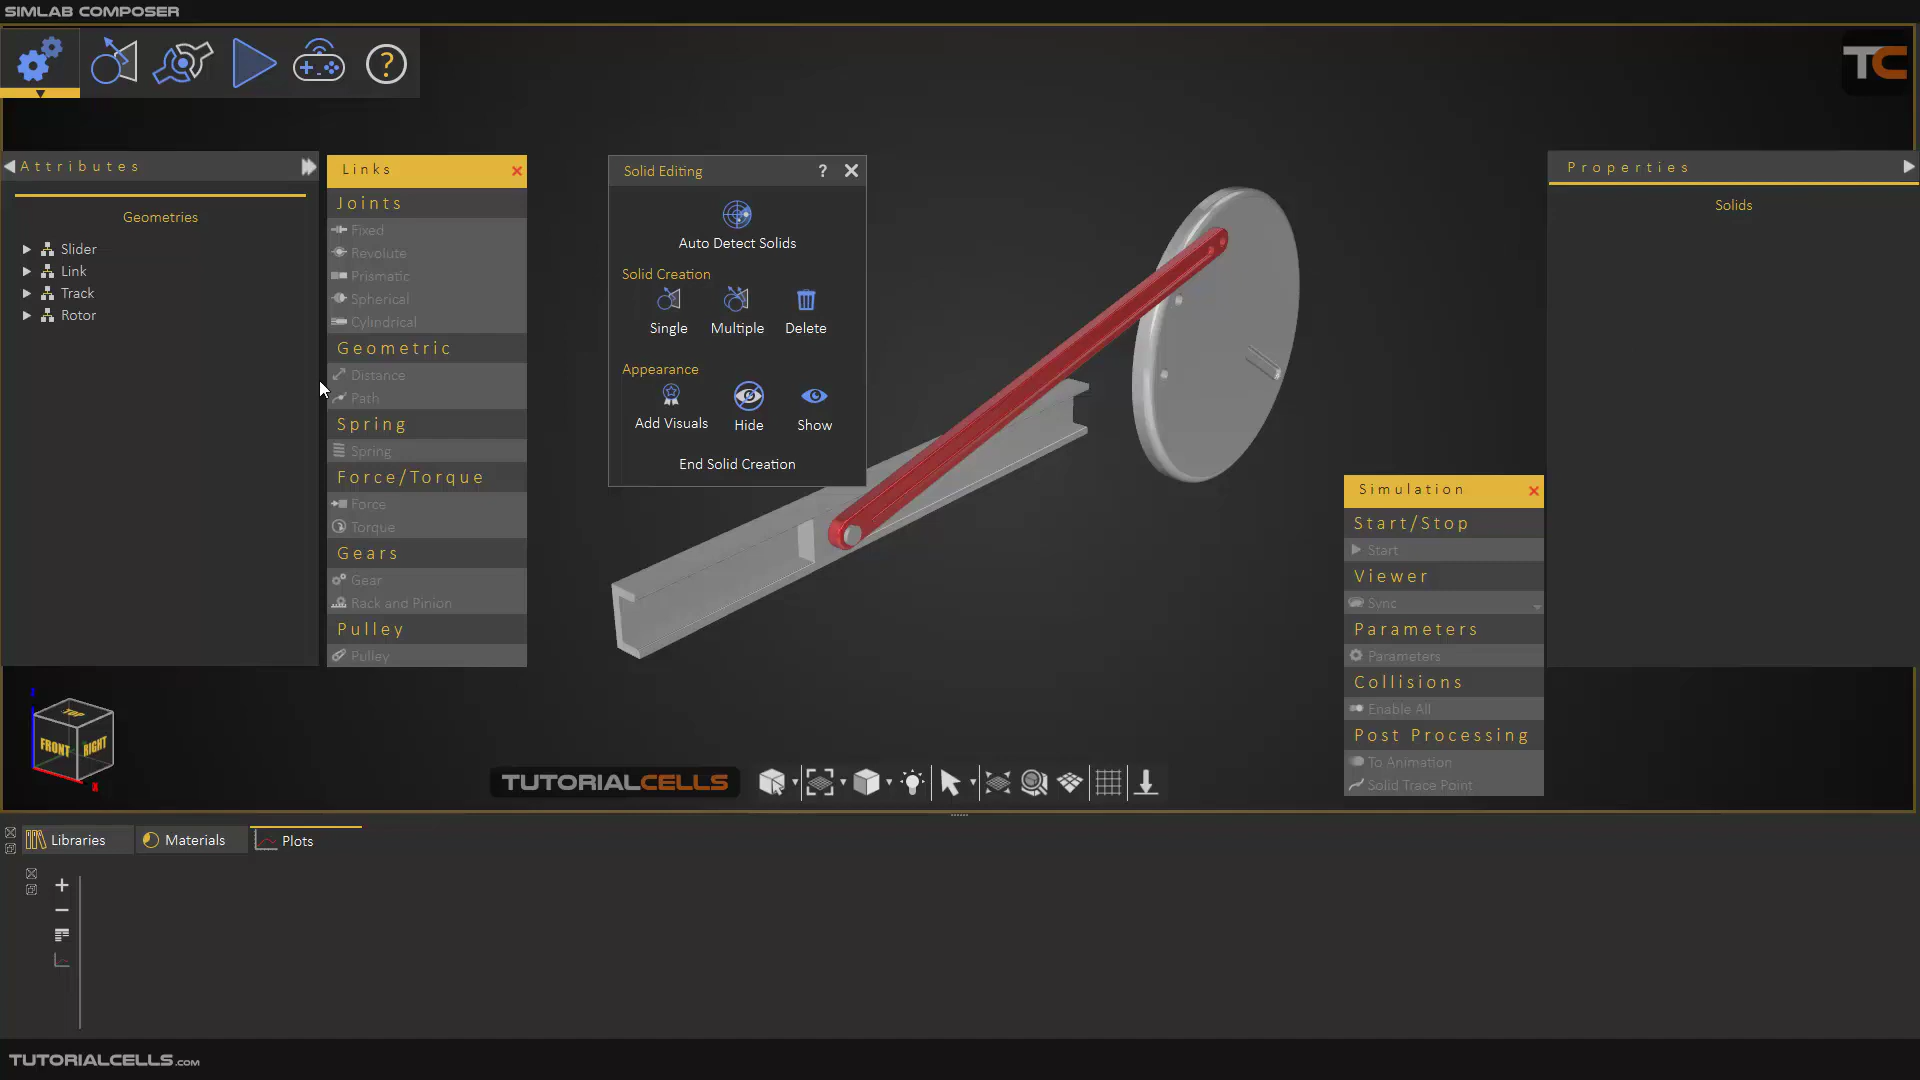 SIMLAB COMPOSER
TC
Attributes
Geometries
Slider
Link
Track
Rotor
Links
Joints
Fixed
Revolute
Prismatic
Spherical
Cylindrical
Geometric
Distance
Path
Spring
Spring
Force/Torque
Force
Torque
Gears
Gear
Rack and Pinion
Pulley
Pulley
Solid Editing ?
Auto Detect Solids
Solid Creation
Single Multiple Delete
Appearance
Add Visuals Hide Show
End Solid Creation
Properties
Solids
Simulation
Start/Stop
Start
Viewer
Sync
Parameters
Parameters
Collisions
Enable All
Post Processing
To Animation
Solid Trace Point
TOP
FRONT RIGHT
TUTORIALCELLS
Libraries Materials Plots
TUTORIALCELLS.COM